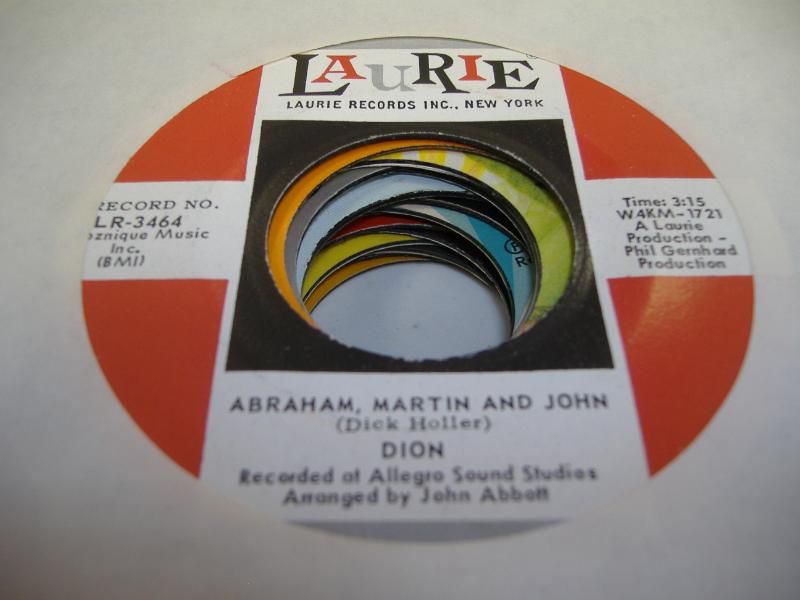 LAURIE
LAURIE RECORDS INC., NEW YORK
RECORD NO.
LR-3464
oznique Music
Inc.
(BMI)
Time: 3:15
W4KM-1721
A Laurie
Production -
Phil Gernhard
Production
R
ABRAHAM, MARTIN AND JOHN
(Dick Holler)
DION
Recorded at Allegro Sound Studios
Arranged by John Abbott